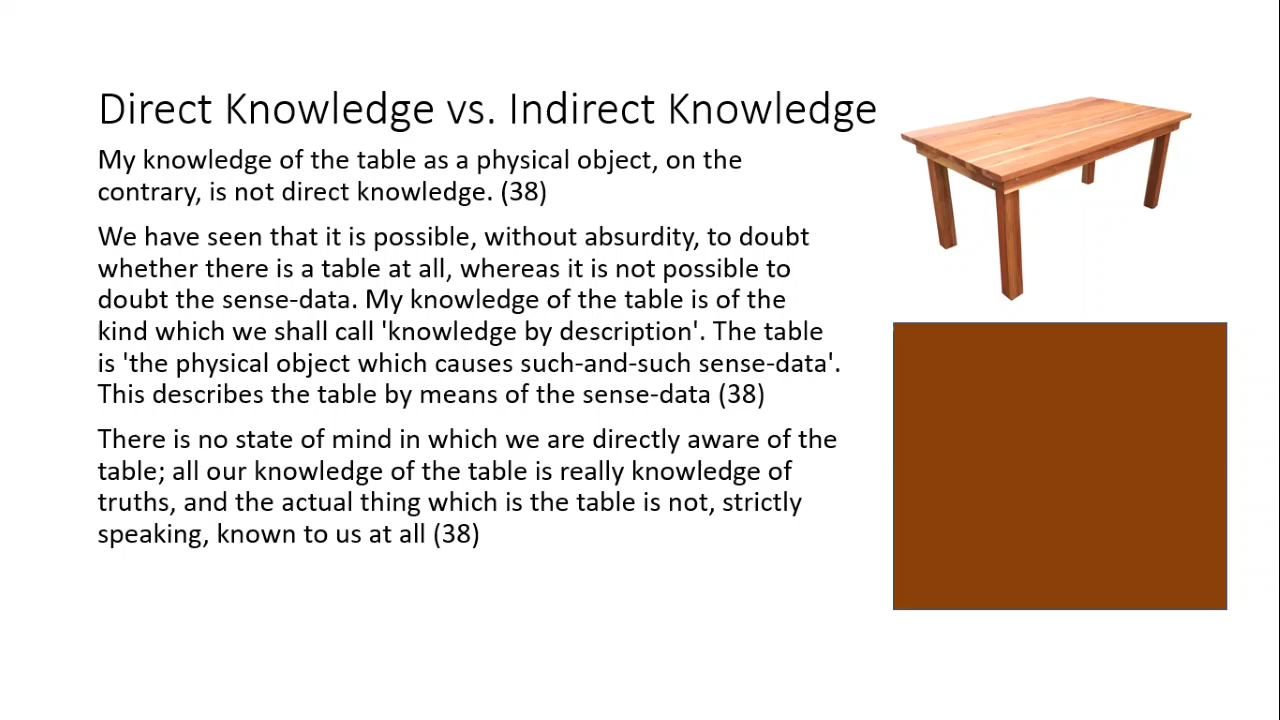 Direct Knowledge vs. Indirect Knowledge
My knowledge of the table as a physical object, on the
contrary, is not direct knowledge. (38)
We have seen that it is possible, without absurdity, to doubt
whether there is a table at all, whereas it is not possible to
doubt the sense-data. My knowledge of the table is of the
kind which we shall call 'knowledge by description'. The table
is 'the physical object which causes such-and-such sense-data'.
This describes the table by means of the sense-data (38)
There is no state of mind in which we are directly aware of the
table; all our knowledge of the table is really knowledge of
truths, and the actual thing which is the table is not, strictly
speaking, known to us at all (38)